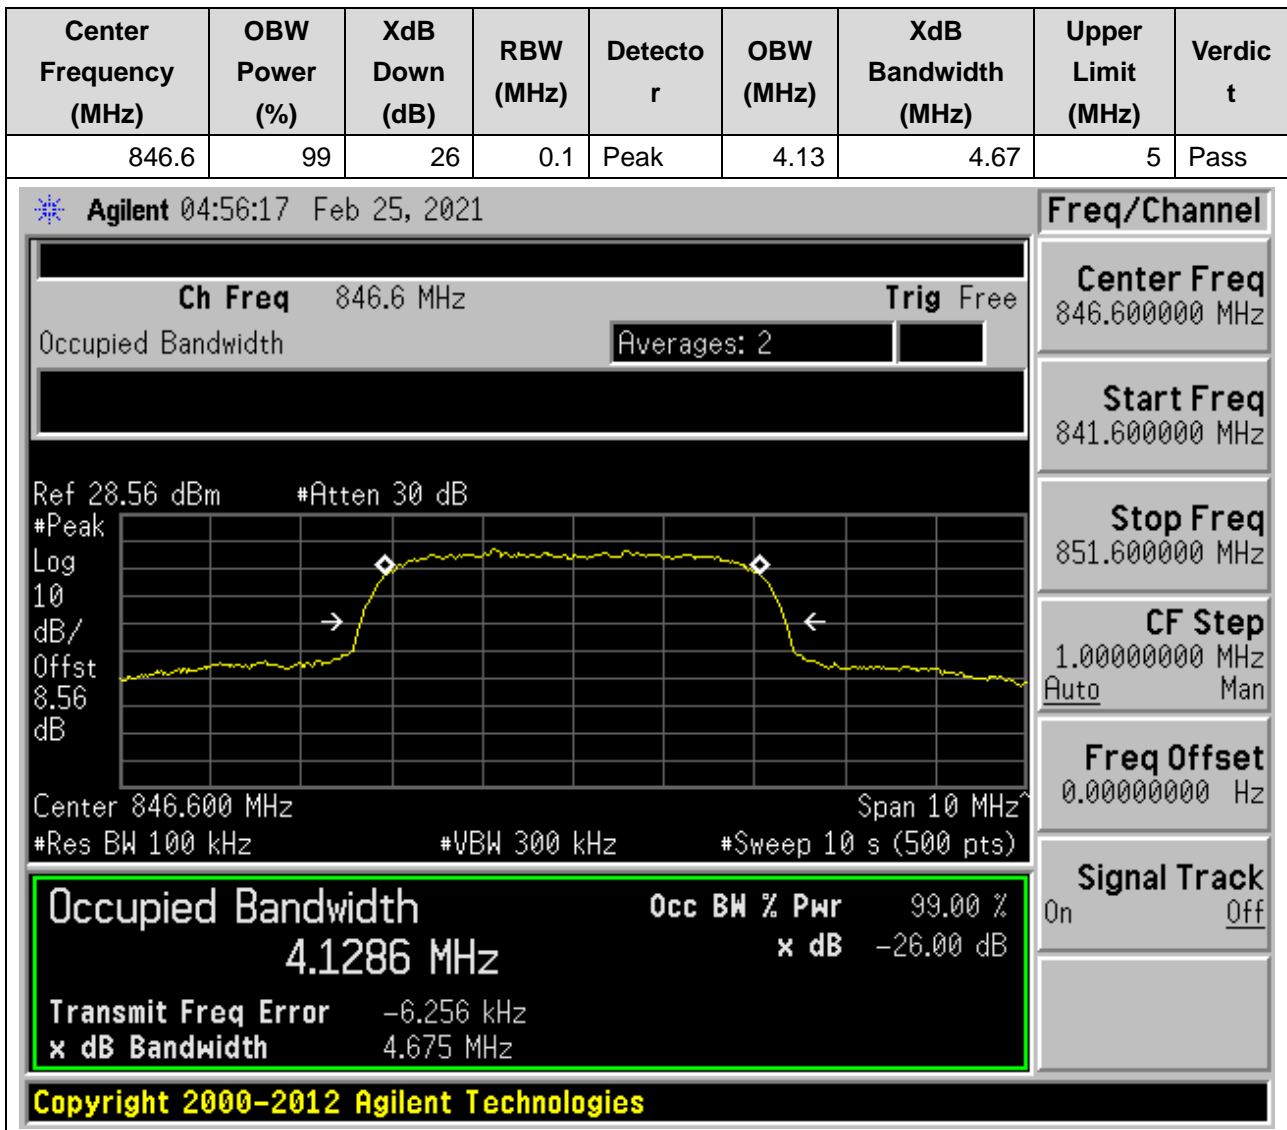 Center Frequency (MHz) OBW Power (%) XdB Down (dB) RBW (MHz) Detecto r OBW (MHz) XdB Bandwidth (MHz) Upper Limit (MHz) Verdic t
846.6 99 26 0.1 Peak 4.13 4.67 5 Pass
Agilent 04:56:17 Feb 25, 2021
Freq/Channel
Ch Freq 846.6 MHz Trig Free
Occupied Bandwidth Averages: 2
Center Freq
846.600000 MHz
Start Freq
841.600000 MHz
Stop Freq
851.600000 MHz
CF Step
1.00000000 MHz
Auto Man
Freq Offset
0.00000000 Hz
Signal Track
On Off
Ref 28.56 dBm #Atten 30 dB
#Peak
Log
10
dB/
Offst
8.56
dB
Center 846.600 MHz Span 10 MHz^
#Res BW 100 kHz #VBW 300 kHz #Sweep 10 s (500 pts)
Occupied Bandwidth Occ BW % Pwr 99.00 %
4.1286 MHz x dB -26.00 dB
Transmit Freq Error -6.256 kHz
x dB Bandwidth 4.675 MHz
Copyright 2000-2012 Agilent Technologies